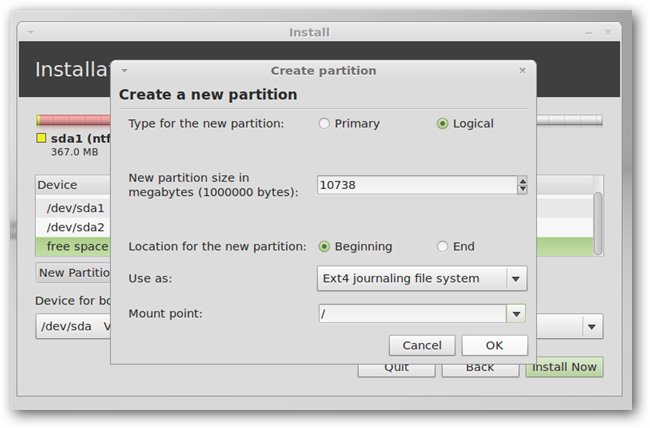 Install
Installa
Create partition
Create a new partition
Type for the new partition: Primary Logical
New partition size in
megabytes (1000000 bytes): 10738
Location for the new partition: Beginning End
Use as: Ext4 journaling file system
Mount point: /
Cancel OK
sda1 (ntf
367.0 MB
Device
/dev/sda1
/dev/sda2
free space
New Partitio
Device for bo
/dev/sda V
Quit Back Install Now